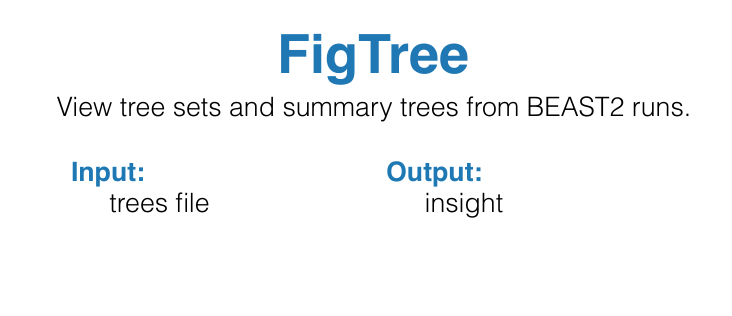 FigTree
View tree sets and summary trees from BEAST2 runs.
Input:
trees file
Output:
insight